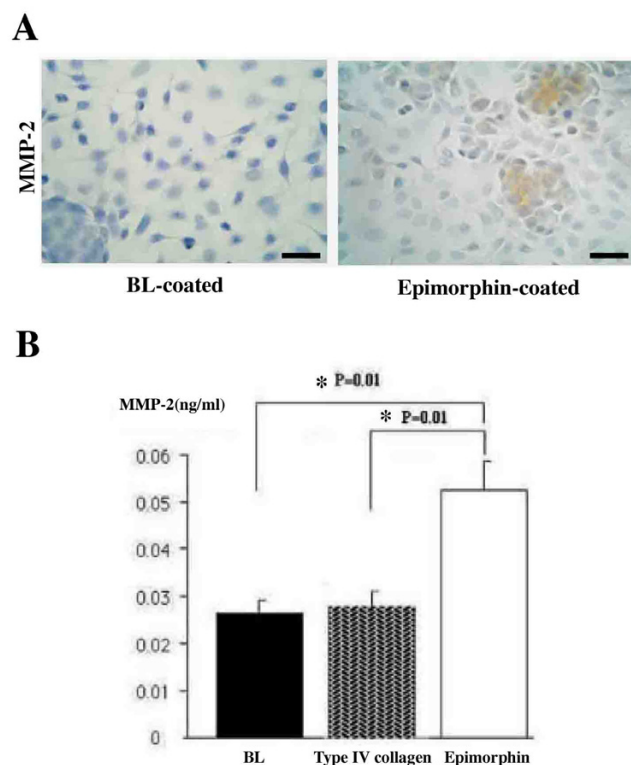 A
MMP-2
BL-coated
Epimorphin-coated
B
* P=0.01
MMP-2(ng/ml)
* P=0.01
0.06
0.05
0.04
0.03
0.02
0.01
0
BL
Type IV collagen
Epimorphin